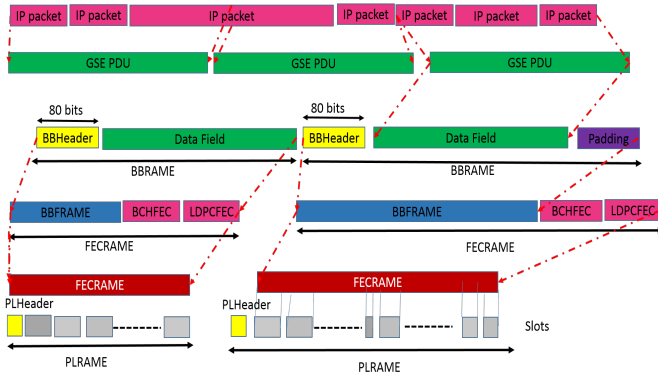 IP packet IP packet IP packet IP packet IP packet IP packet IP packet
GSE PDU GSE PDU GSE PDU
80 bits 80 bits
BBHeader Data Field BBHeader Data Field Padding
BBRAME BBRAME
BBFRAME BCHFEC LDPCFEC BBFRAME BCHFEC LDPCFEC
FECRAME FECRAME
FECRAME FECRAME
PLHeader PLHeader
Slots
PLRAME PLRAME